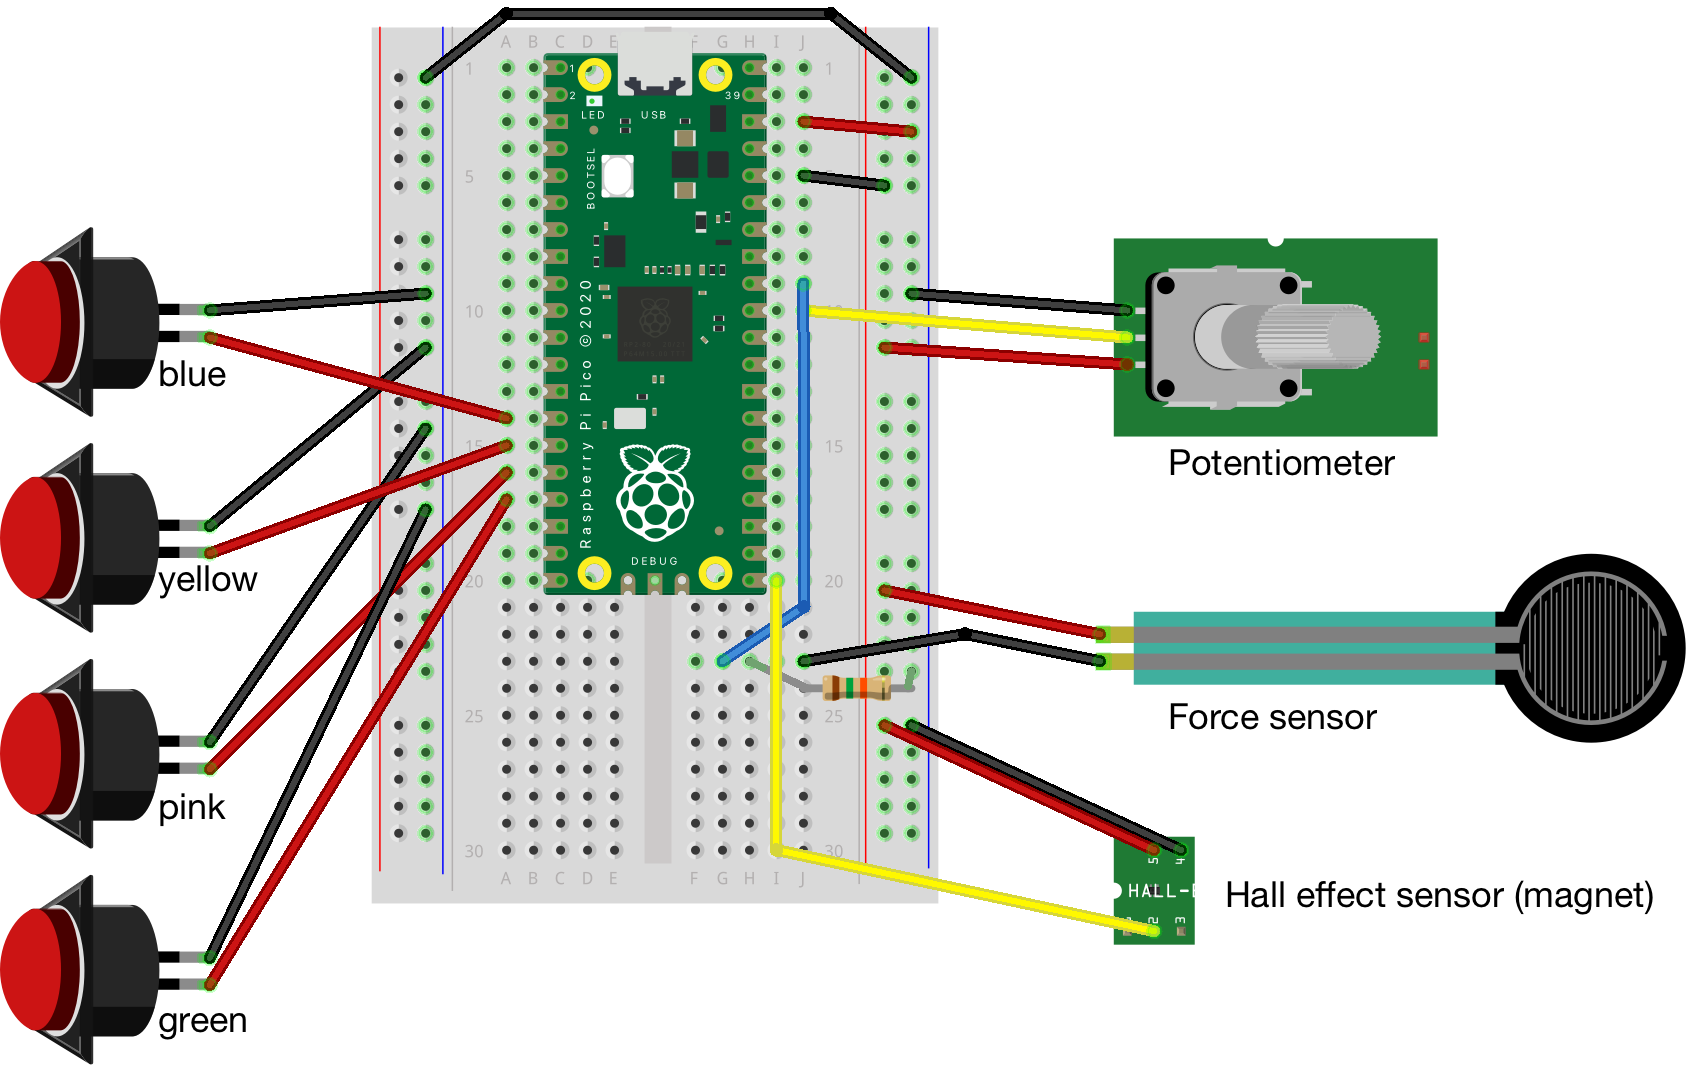 A B C D E F G H I J
1 1
1
2 39
LED USB
BOOTSEL
5
10 10
Raspberry Pi Pico ©2020
15 15
DEBUG
20 20
25 25
30 30
A B C D E F G H I J
blue
yellow
pink
green
Potentiometer
Force sensor
5 4
HALL-E
2 3
Hall effect sensor (magnet)